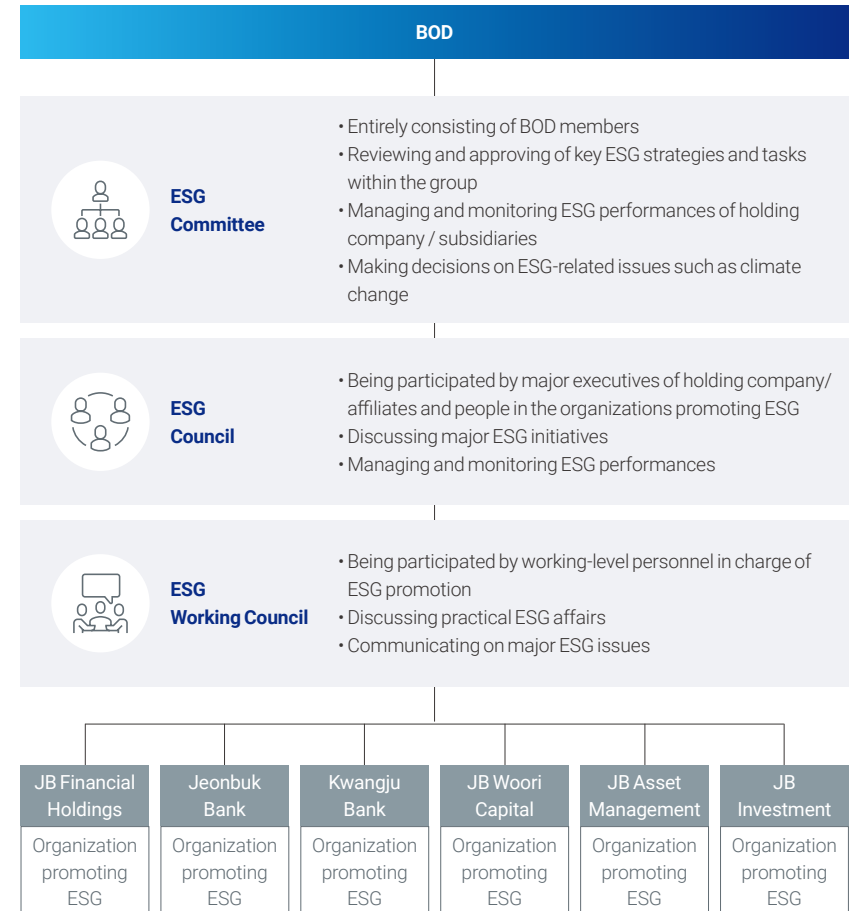 BOD
ESG
Committee
• Entirely consisting of BOD members
• Reviewing and approving of key ESG strategies and tasks
within the group
• Managing and monitoring ESG performances of holding
company / subsidiaries
• Making decisions on ESG-related issues such as climate
change
ESG
Council
• Being participated by major executives of holding company/
affiliates and people in the organizations promoting ESG
• Discussing major ESG initiatives
• Managing and monitoring ESG performances
ESG
Working Council
• Being participated by working-level personnel in charge of
ESG promotion
• Discussing practical ESG affairs
• Communicating on major ESG issues
JB Financial
Holdings
Organization
promoting
ESG
Jeonbuk
Bank
Organization
promoting
ESG
Kwangju
Bank
Organization
promoting
ESG
JB Woori
Capital
Organization
promoting
ESG
JB Asset
Management
Organization
promoting
ESG
JB
Investment
Organization
promoting
ESG